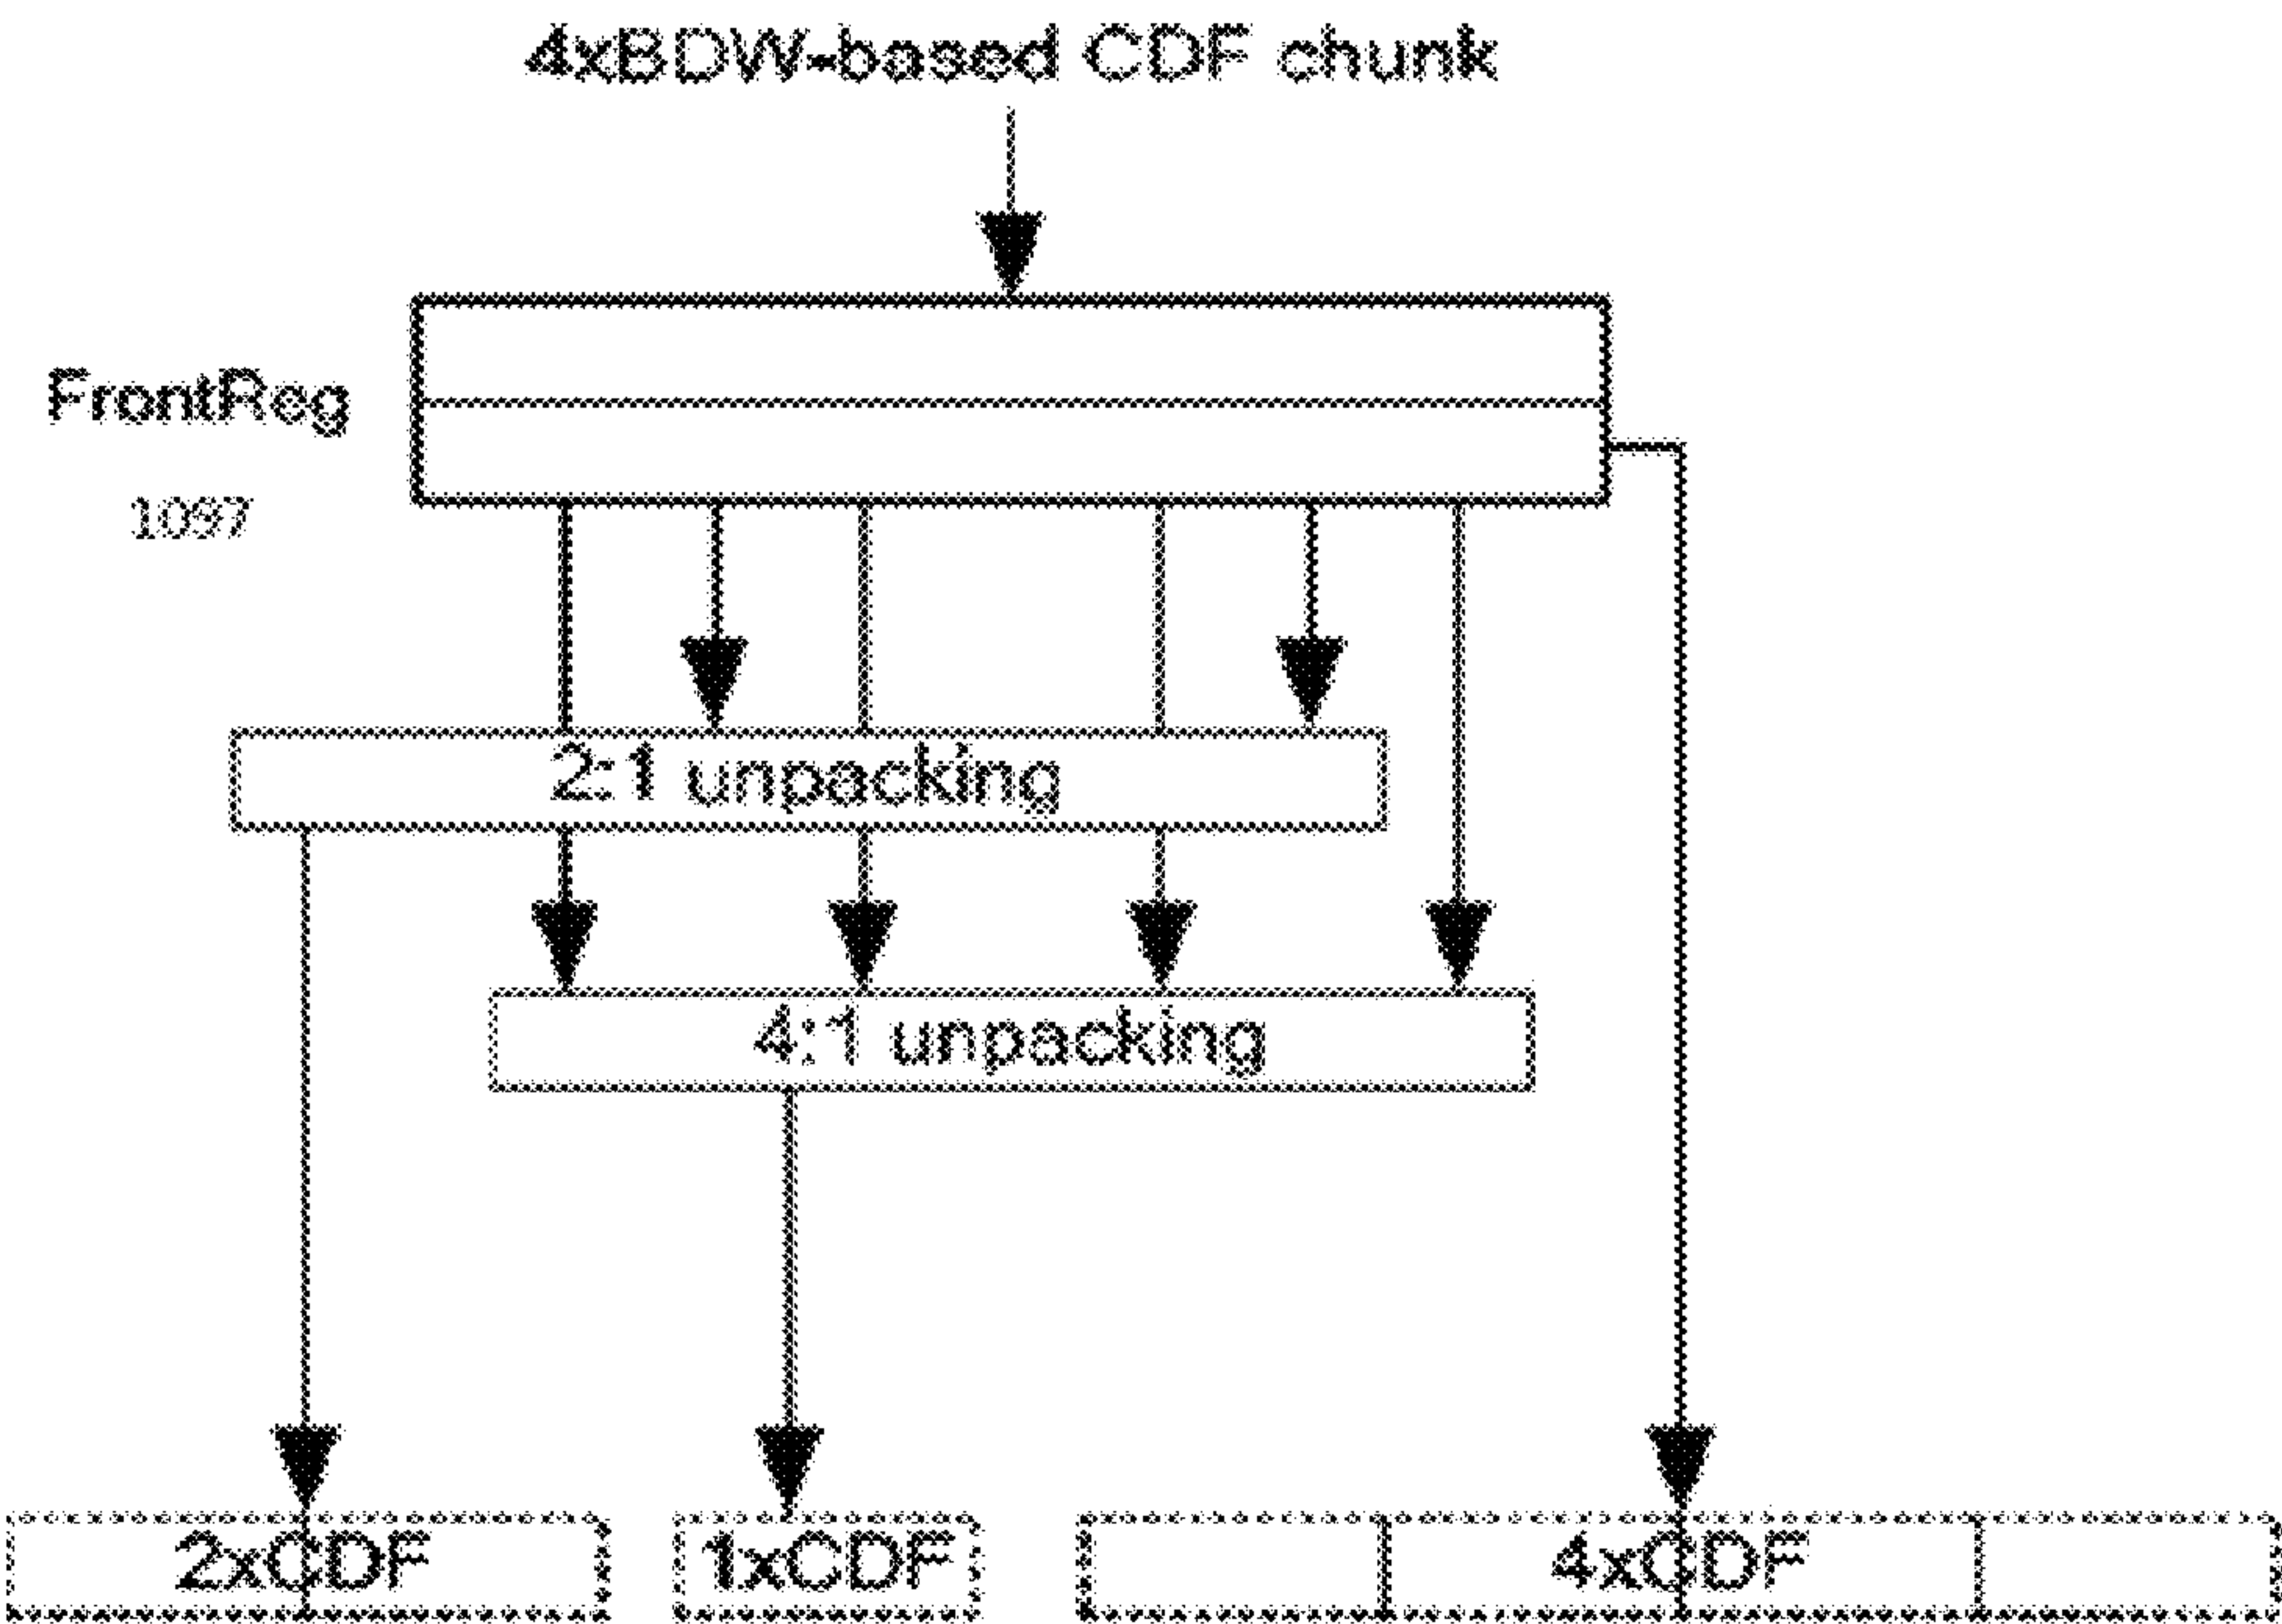 4xBDW-based CDF chunk
FrontReg
1097
2:1 unpacking
4:1 unpacking
2xCDF
1xCDF
4xCDF